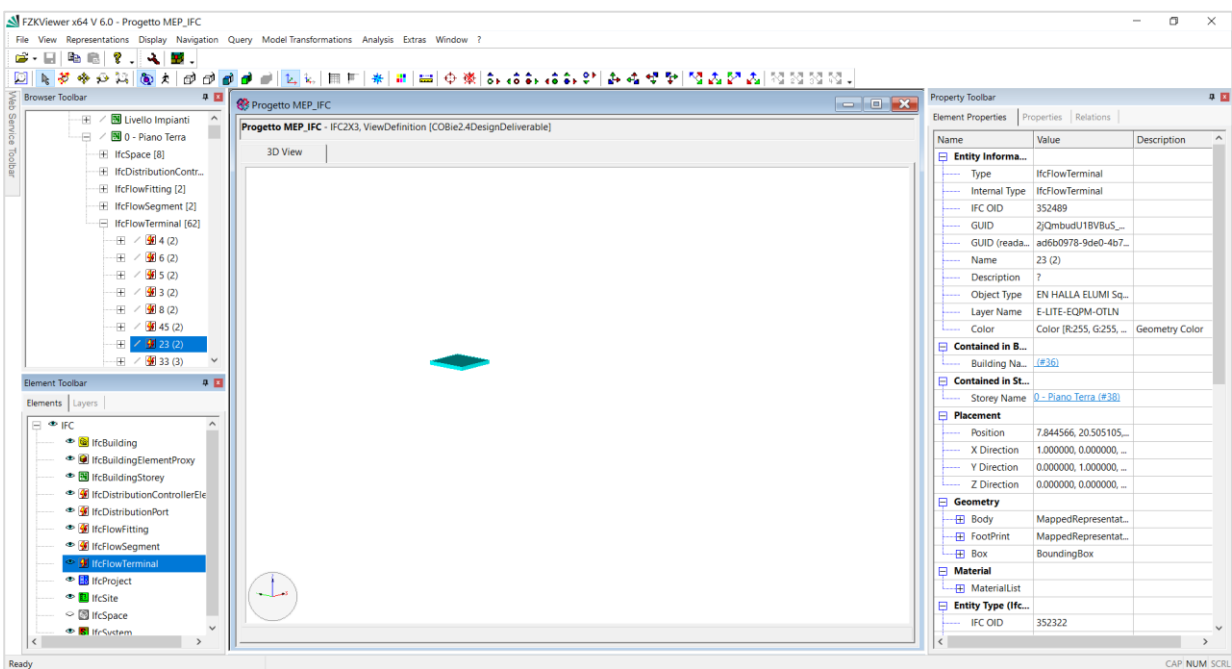 FZKViewer x64 V 6.0 - Progetto MEP_IFC
File View Representations Display Navigation Query Model Transformations Analysis Extras Window ?
Web Service Toolbar
Browser Toolbar
Livello Impianti
0 - Piano Terra
IfcSpace [8]
IfcDistributionContr...
IfcFlowFitting [2]
IfcFlowSegment [2]
IfcFlowTerminal [62]
4 (2)
6 (2)
5 (2)
3 (2)
8 (2)
45 (2)
23 (2)
33 (3)
Element Toolbar
Elements Layers
IFC
IfcBuilding
IfcBuildingElementProxy
IfcBuildingStorey
IfcDistributionControllerEle
IfcDistributionPort
IfcFlowFitting
IfcFlowSegment
IfcFlowTerminal
IfcProject
IfcSite
IfcSpace
IfcSystem
Progetto MEP_IFC
Progetto MEP_IFC - IFC2X3, ViewDefinition [COBie2.4DesignDeliverable]
3D View
Property Toolbar
Element Properties Properties Relations
Name Value Description
Entity Informa...
Type IfcFlowTerminal
Internal Type IfcFlowTerminal
IFC OID 352489
GUID 2jQmbudU1BVBuS_...
GUID (reada... ad6b0978-9de0-4b7...
Name 23 (2)
Description ?
Object Type EN HALLA ELUMI Sq...
Layer Name E-LITE-EQPM-OTLN
Color Color [R:255, G:255, ... Geometry Color
Contained in B...
Building Na... (#36)
Contained in St...
Storey Name 0 - Piano Terra (#38)
Placement
Position 7.844566, 20.505105,...
X Direction 1.000000, 0.000000, ...
Y Direction 0.000000, 1.000000, ...
Z Direction 0.000000, 0.000000, ...
Geometry
Body MappedRepresentat...
FootPrint MappedRepresentat...
Box BoundingBox
Material
MaterialList
Entity Type (Ifc...
IFC OID 352322
Ready
CAP NUM SCRL